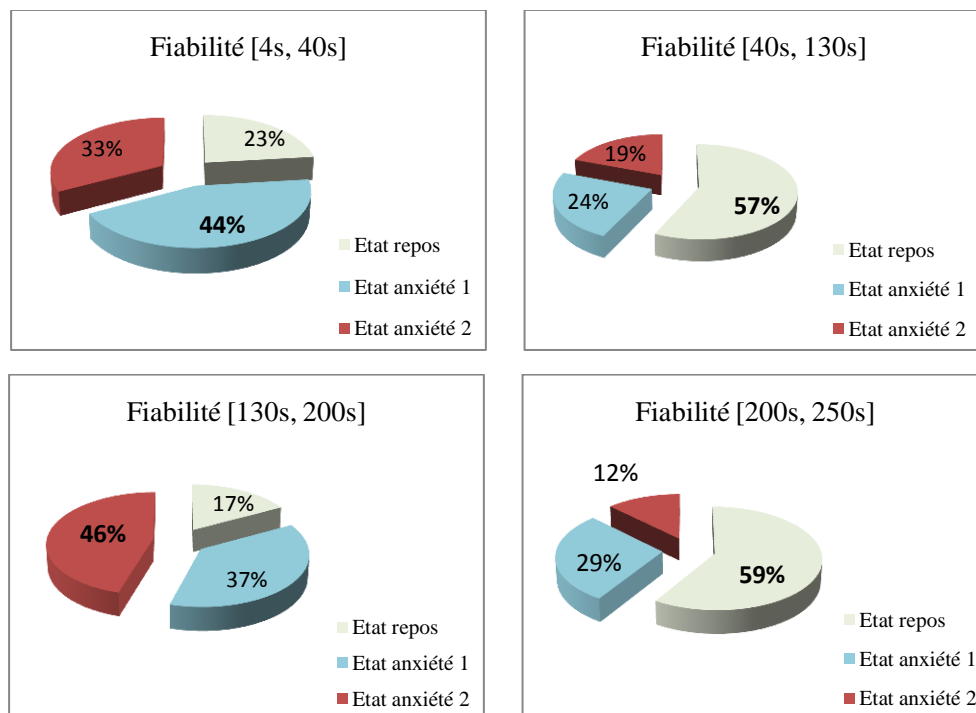 Fiabilité [4s, 40s]
33%
23%
44%
Etat repos
Etat anxiété 1
Etat anxiété 2
Fiabilité [40s, 130s]
19%
24%
57%
Etat repos
Etat anxiété 1
Etat anxiété 2
Fiabilité [130s, 200s]
17%
46%
37%
Etat repos
Etat anxiété 1
Etat anxiété 2
Fiabilité [200s, 250s]
12%
29%
59%
Etat repos
Etat anxiété 1
Etat anxiété 2